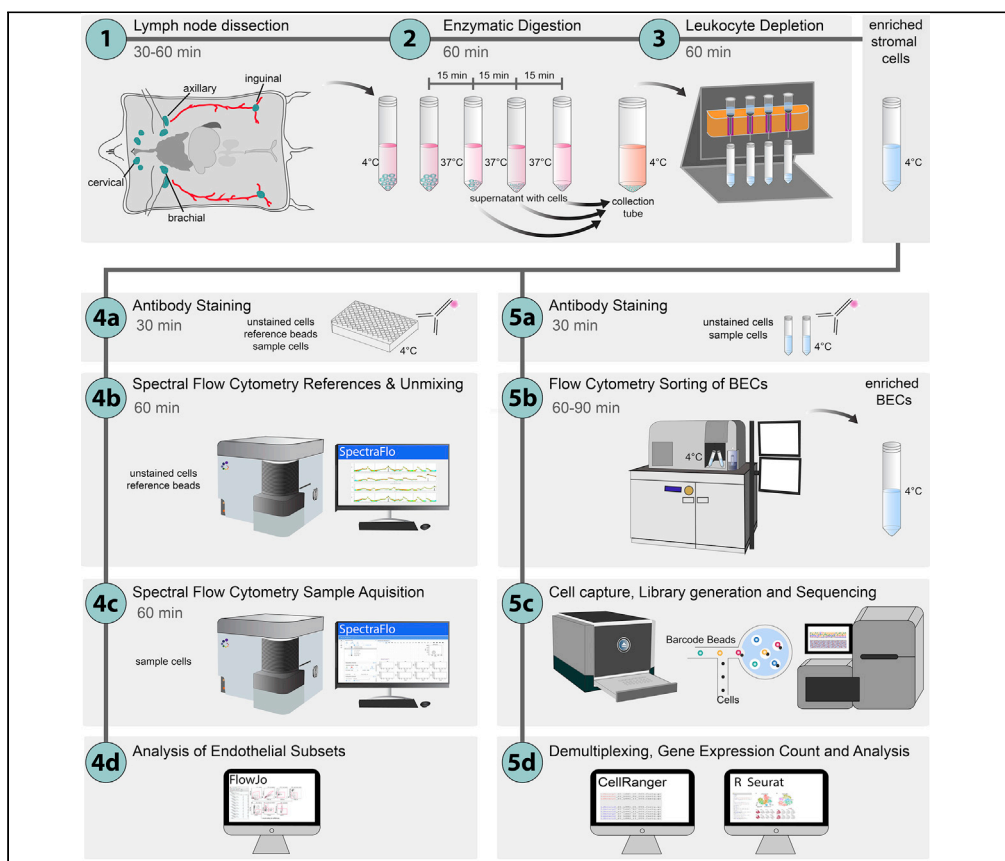 1
Lymph node dissection
30-60 min
2
Enzymatic Digestion
60 min
3
Leukocyte Depletion
60 min
enriched
stromal
cells
axillary
inguinal
cervical
brachial
15 min
15 min
15 min
4°C
37°C
37°C
37°C
supernatant with cells
4°C
collection
tube
4°C
4a
Antibody Staining
30 min
unstained cells
reference beads
sample cells
4°C
5a
Antibody Staining
30 min
unstained cells
sample cells
4°C
4b
Spectral Flow Cytometry References & Unmixing
60 min
unstained cells
reference beads
SpectraFlo
5b
Flow Cytometry Sorting of BECs
60-90 min
4°C
enriched
BECs
4°C
4c
Spectral Flow Cytometry Sample Aquisition
60 min
sample cells
SpectraFlo
5c
Cell capture, Library generation and Sequencing
Barcode Beads
Cells
4d
Analysis of Endothelial Subsets
FlowJo
5d
Demultiplexing, Gene Expression Count and Analysis
CellRanger
R Seurat